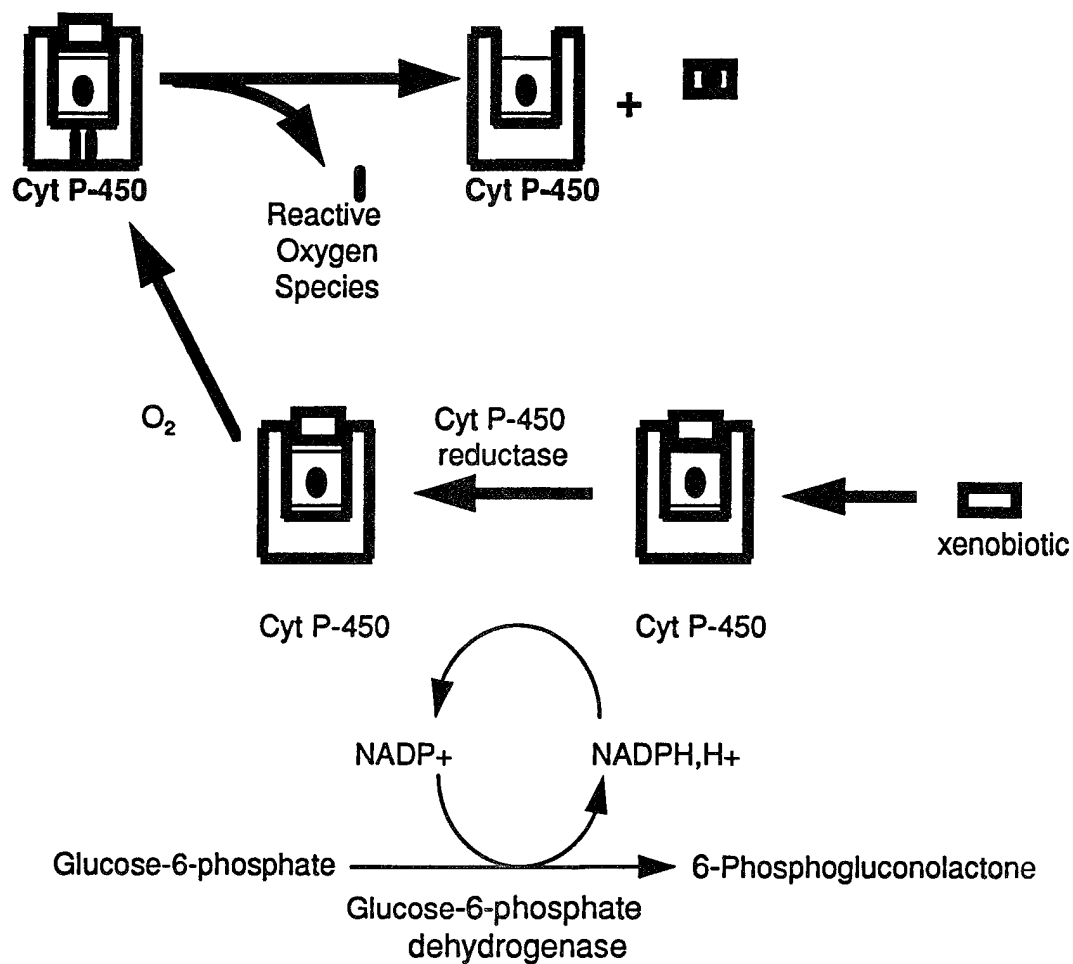 Cyt P-450
Cyt P-450
+
Reactive
Oxygen
Species
O₂
Cyt P-450
reductase
xenobiotic
Cyt P-450
Cyt P-450
NADP+
NADPH,H+
Glucose-6-phosphate
6-Phosphogluconolactone
Glucose-6-phosphate
dehydrogenase